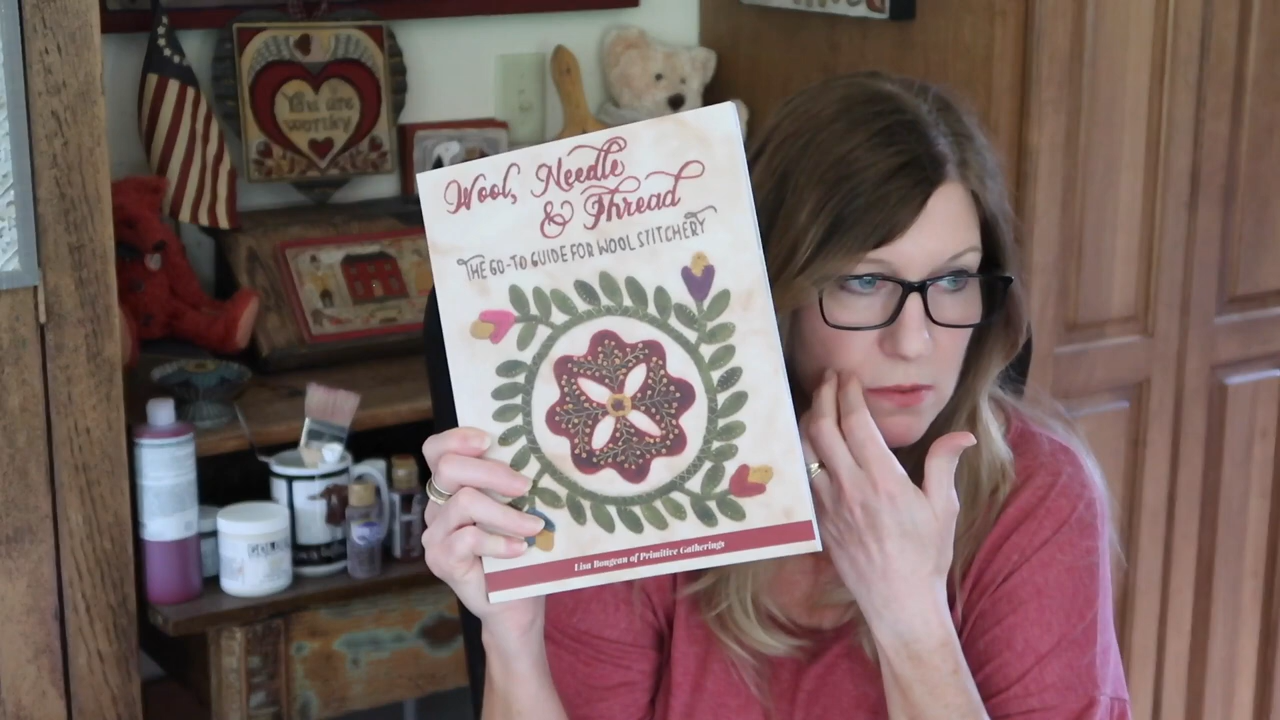 You are
worthy
Wool, Needle
& Thread
THE GO-TO GUIDE FOR WOOL STITCHERY
Lisa Bongean of Primitive Gatherings